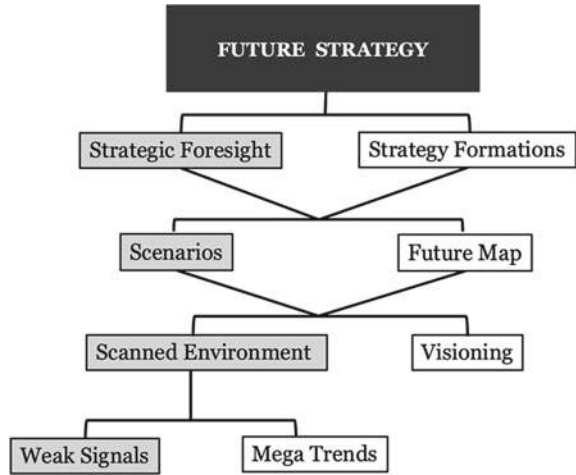 FUTURE STRATEGY
Strategic Foresight
Strategy Formations
Scenarios
Future Map
Scanned Environment
Visioning
Weak Signals
Mega Trends